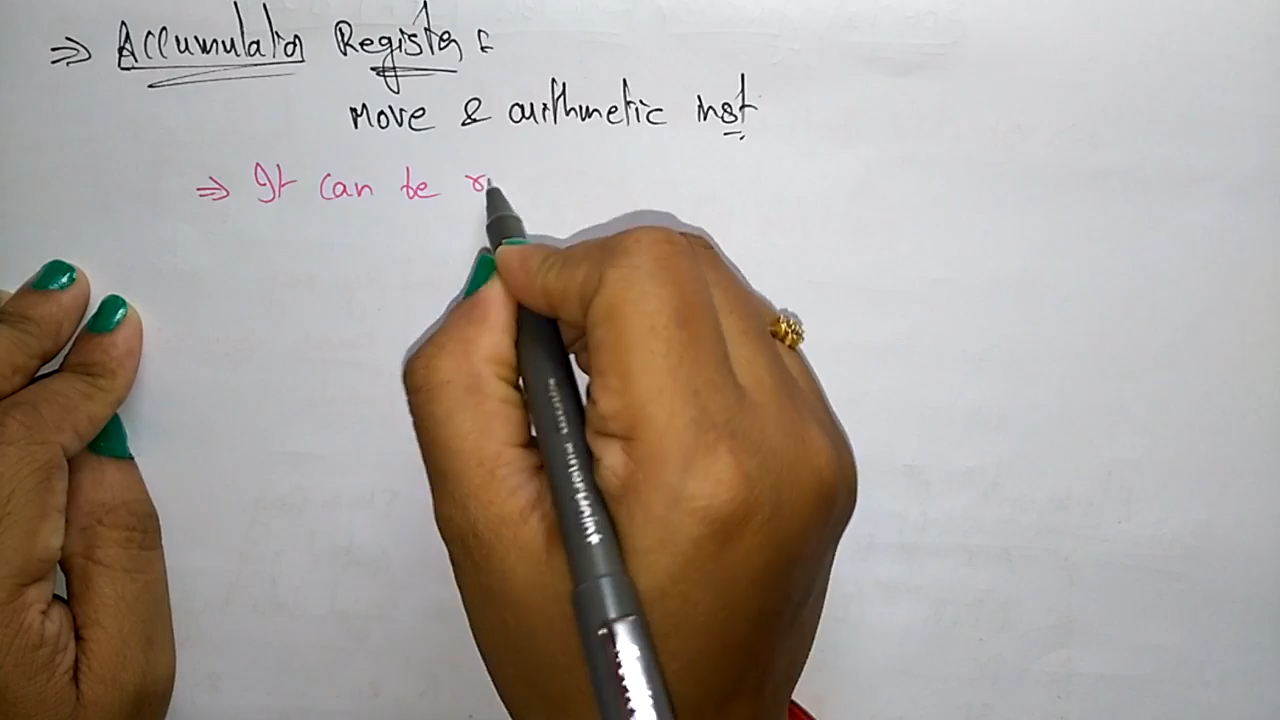 ⇒ Accumulator Register :
Move & arithmetic inst
⇒ It can be r